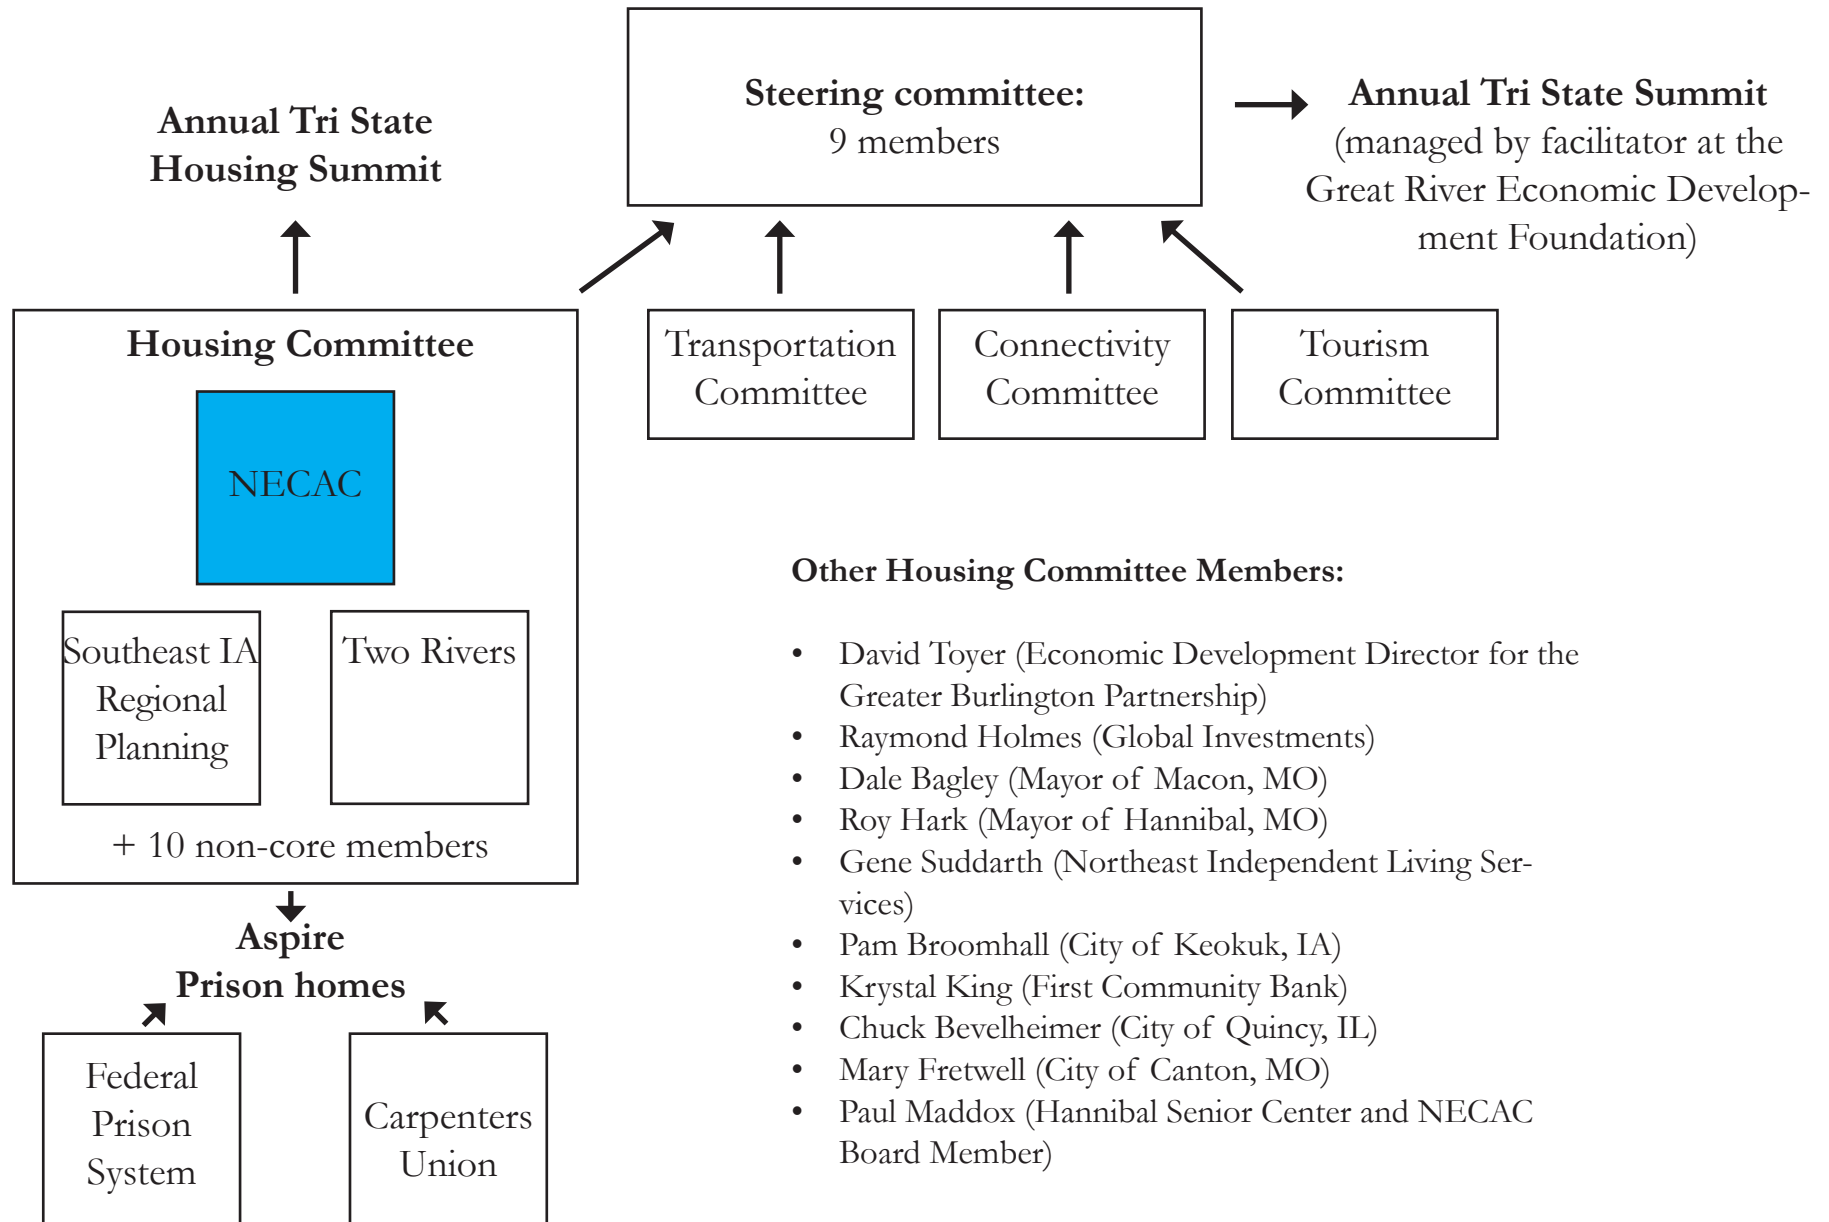 Steering committee:
9 members
Annual Tri State Summit
(managed by facilitator at the
Great River Economic Develop-
ment Foundation)
Annual Tri State
Housing Summit
Housing Committee
NECAC
Southeast IA
Regional
Planning
Two Rivers
+ 10 non-core members
Transportation
Committee
Connectivity
Committee
Tourism
Committee
Aspire
Prison homes
Federal
Prison
System
Carpenters
Union
Other Housing Committee Members:
• David Toyer (Economic Development Director for the
Greater Burlington Partnership)
• Raymond Holmes (Global Investments)
• Dale Bagley (Mayor of Macon, MO)
• Roy Hark (Mayor of Hannibal, MO)
• Gene Suddarth (Northeast Independent Living Ser-
vices)
• Pam Broomhall (City of Keokuk, IA)
• Krystal King (First Community Bank)
• Chuck Bevelheimer (City of Quincy, IL)
• Mary Fretwell (City of Canton, MO)
• Paul Maddox (Hannibal Senior Center and NECAC
Board Member)